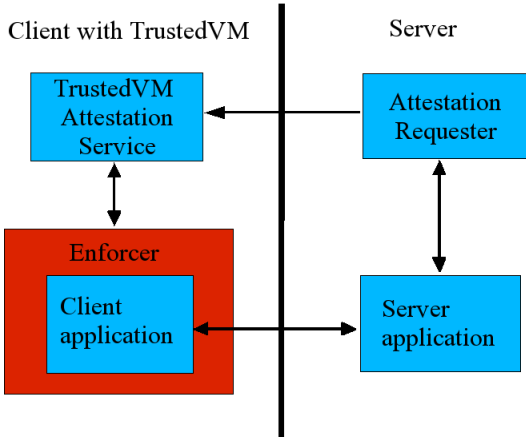 Client with TrustedVM
Server
TrustedVM
Attestation
Service
Attestation
Requester
Enforcer
Client
application
Server
application